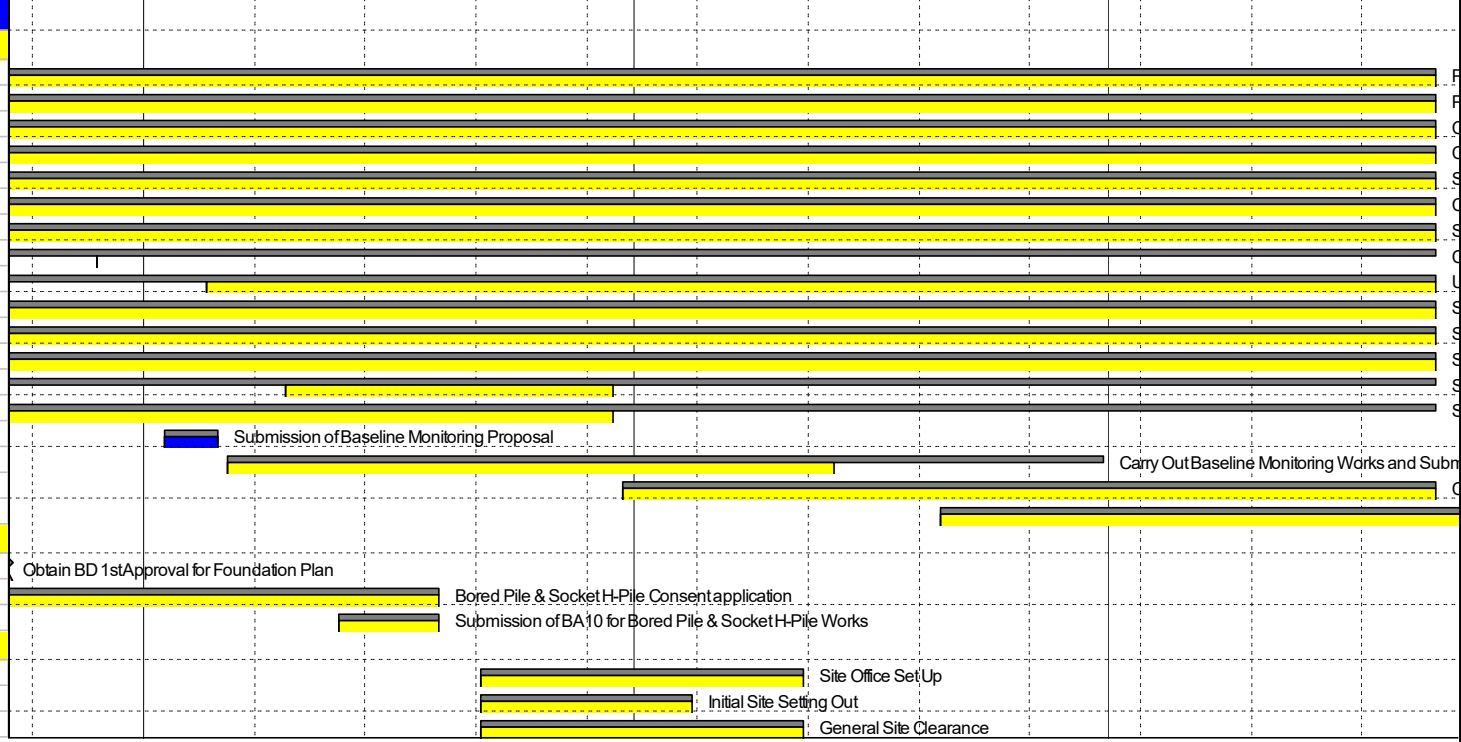 Submission of Baseline Monitoring Proposal
Carry Out Baseline Monitoring Works and
Obtain BD 1st Approval for Foundation Plan
Bored Pile & Socket H-Pile Consent application
Submission of BA10 for Bored Pile & Socket H-Pile Works
Site Office Set Up
Initial Site Setting Out
General Site Clearance